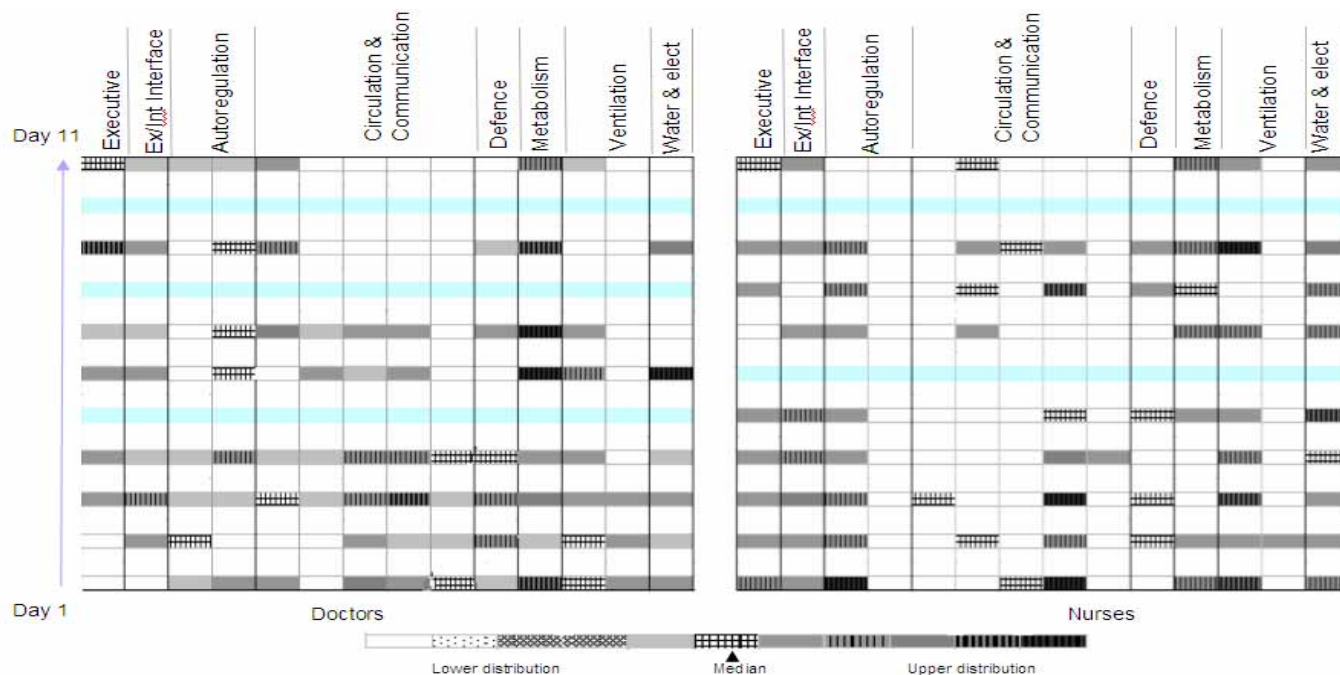 Executive
Ex/Int Interface
Autoregulation
Circulation &
Communication
Defence
Metabolism
Ventilation
Water & elect
Executive
Ex/Int Interface
Autoregulation
Circulation &
Communication
Defence
Metabolism
Ventilation
Water & elect
Day 11
Day 1
Doctors
Nurses
Lower distribution
Median
Upper distribution